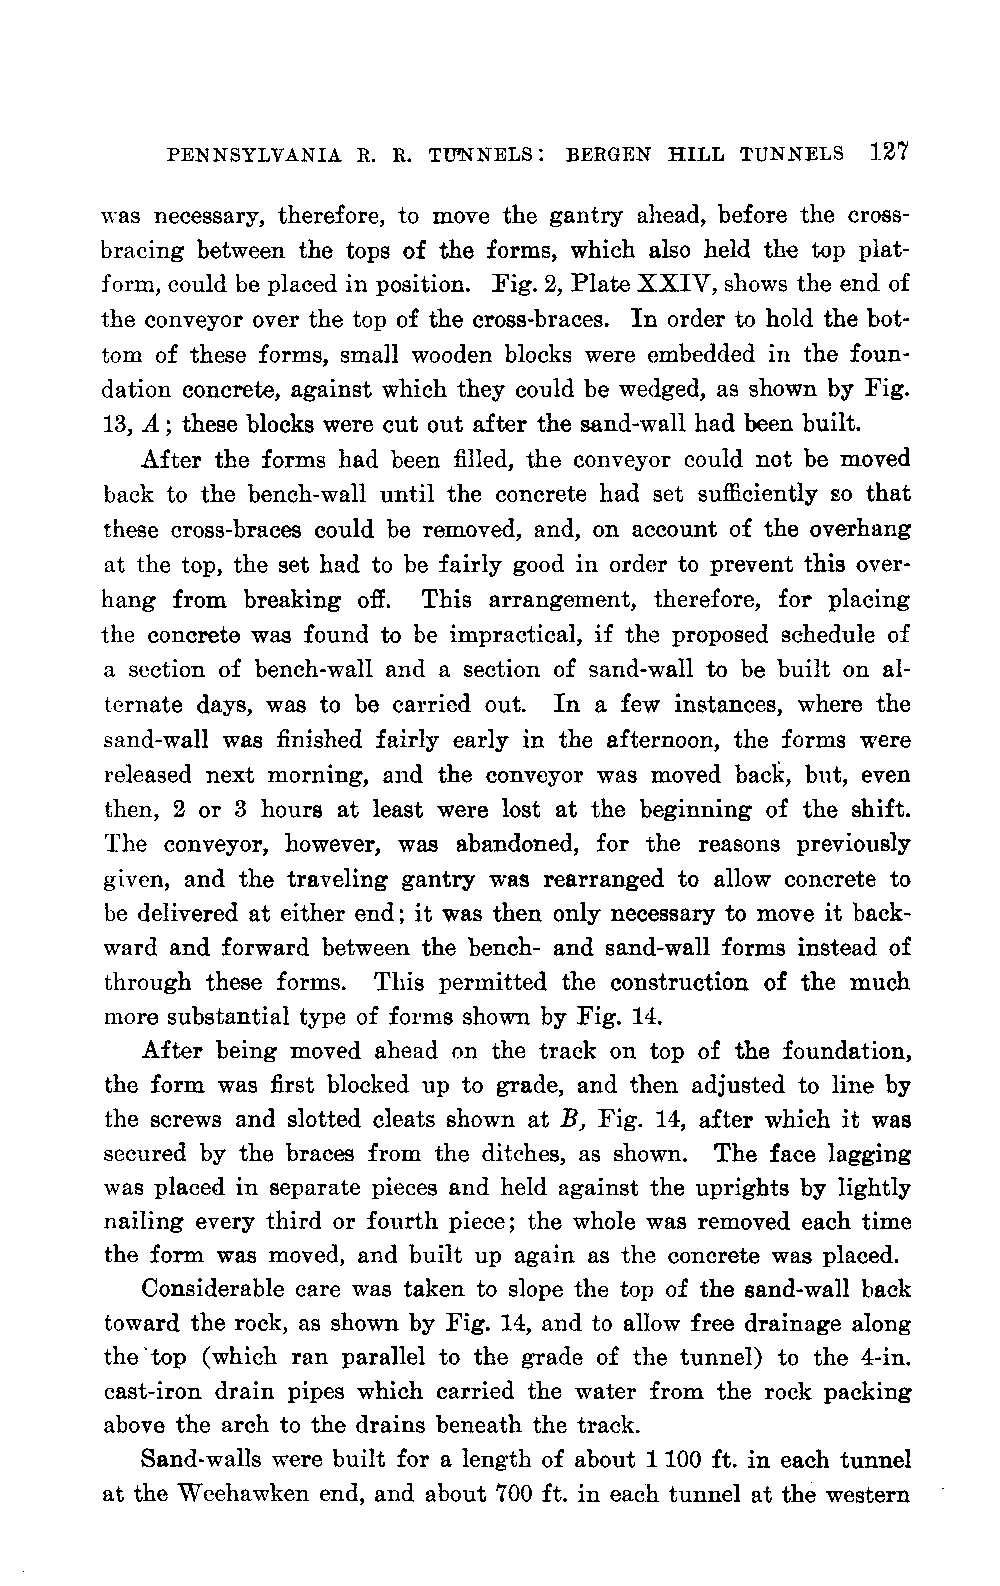 PENNSYLVANIA R. R. TUNNELS: BERGEN HILL TUNNELS 127
was necessary, therefore, to move the gantry ahead, before the cross-
bracing between the tops of the forms, which also held the top plat-
form, could be placed in position. Fig. 2, Plate XXIV, shows the end of
the conveyor over the top of the cross-braces. In order to hold the bot-
tom of these forms, small wooden blocks were embedded in the foun-
dation concrete, against which they could be wedged, as shown by Fig.
13, A; these blocks were cut out after the sand-wall had been built.
After the forms had been filled, the conveyor could not be moved
back to the bench-wall until the concrete had set sufficiently so that
these cross-braces could be removed, and, on account of the overhang
at the top, the set had to be fairly good in order to prevent this over-
hang from breaking off. This arrangement, therefore, for placing
the concrete was found to be impractical, if the proposed schedule of
a section of bench-wall and a section of sand-wall to be built on al-
ternate days, was to be carried out. In a few instances, where the
sand-wall was finished fairly early in the afternoon, the forms were
released next morning, and the conveyor was moved back, but, even
then, 2 or 3 hours at least were lost at the beginning of the shift.
The conveyor, however, was abandoned, for the reasons previously
given, and the traveling gantry was rearranged to allow concrete to
be delivered at either end; it was then only necessary to move it back-
ward and forward between the bench- and sand-wall forms instead of
through these forms. This permitted the construction of the much
more substantial type of forms shown by Fig. 14.
After being moved ahead on the track on top of the foundation,
the form was first blocked up to grade, and then adjusted to line by
the screws and slotted cleats shown at B, Fig. 14, after which it was
secured by the braces from the ditches, as shown. The face lagging
was placed in separate pieces and held against the uprights by lightly
nailing every third or fourth piece; the whole was removed each time
the form was moved, and built up again as the concrete was placed.
Considerable care was taken to slope the top of the sand-wall back
toward the rock, as shown by Fig. 14, and to allow free drainage along
the top (which ran parallel to the grade of the tunnel) to the 4-in.
cast-iron drain pipes which carried the water from the rock packing
above the arch to the drains beneath the track.
Sand-walls were built for a length of about 1 100 ft. in each tunnel
at the Weehawken end, and about 700 ft. in each tunnel at the western